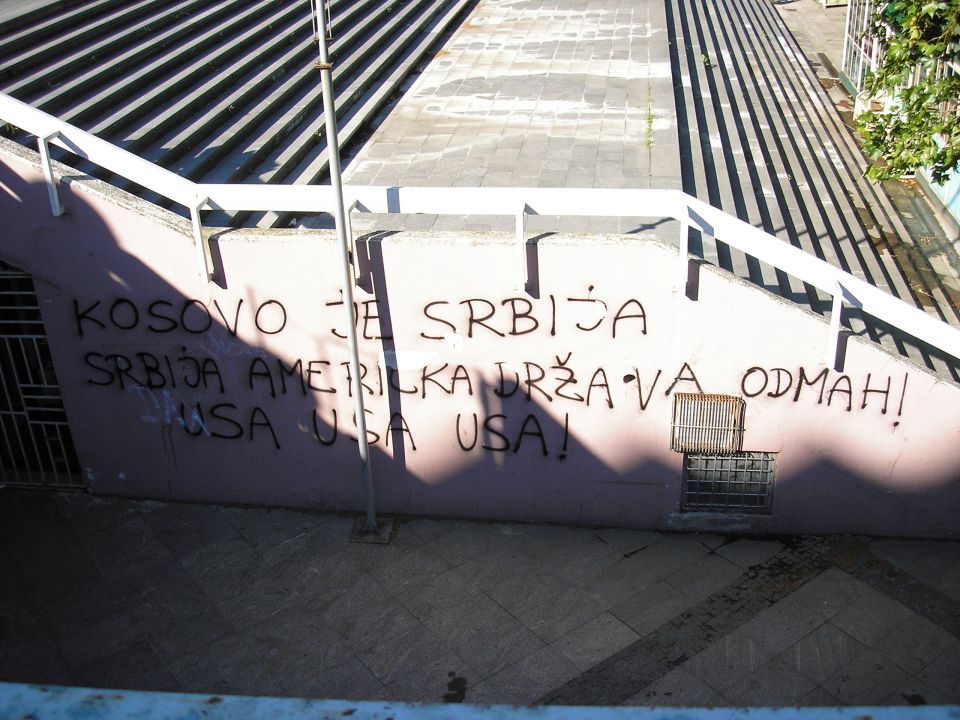 KOSOVO JE SRBIJA
SRBIJA AMERIČKA DRŽAVA ODMAH!
USA USA USA!